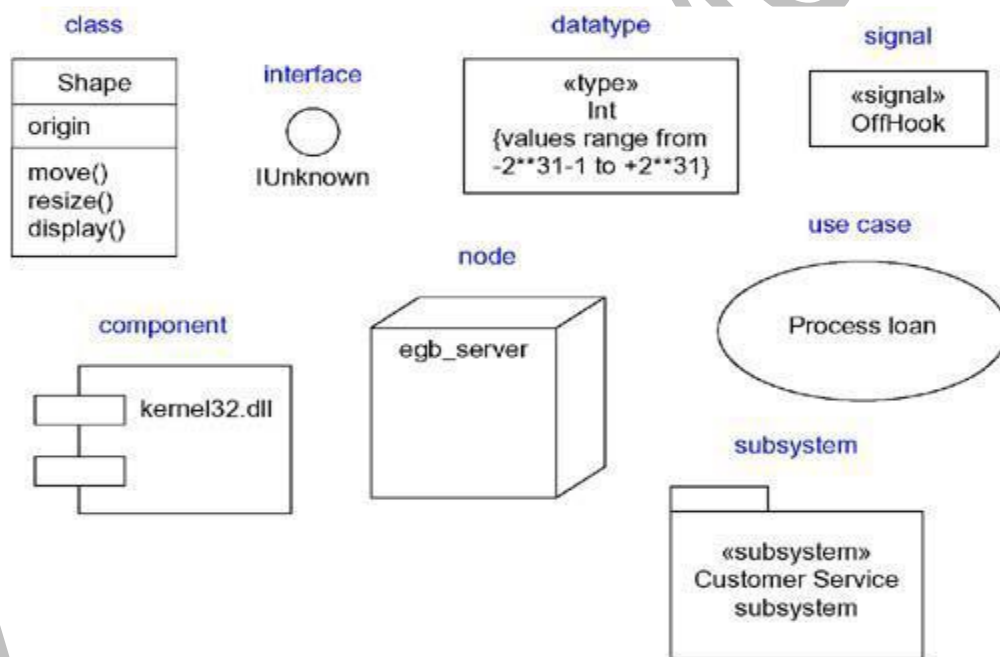 class
Shape
origin
move()
resize()
display()
interface
IUnknown
datatype
«type»
Int
{values range from
-2**31-1 to +2**31}
signal
«signal»
OffHook
component
kernel32.dll
node
egb_server
use case
Process loan
subsystem
«subsystem»
Customer Service
subsystem